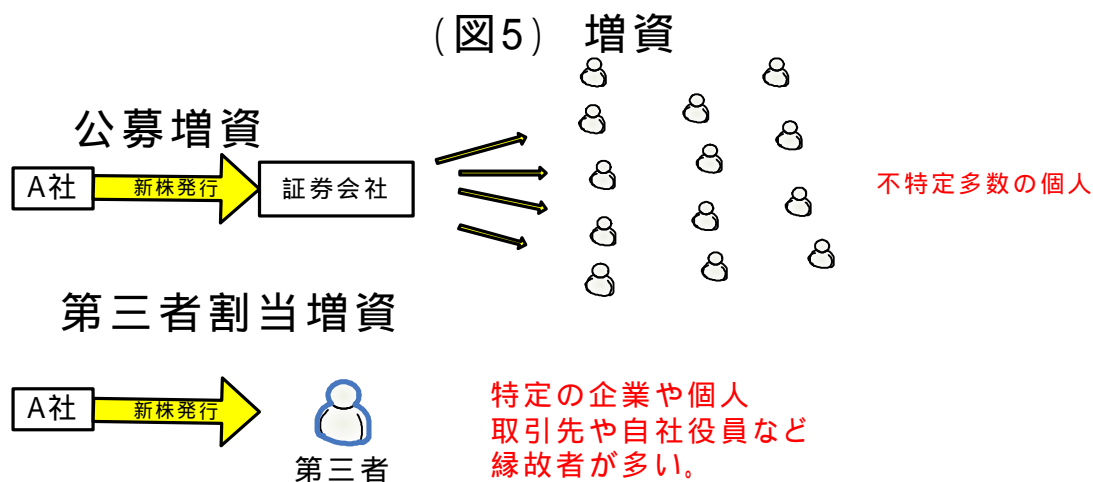 (図5) 増資
公募増資
A社
新株発行
証券会社
不特定多数の個人
第三者割当増資
A社
新株発行
第三者
特定の企業や個人
取引先や自社役員など
縁故者が多い。